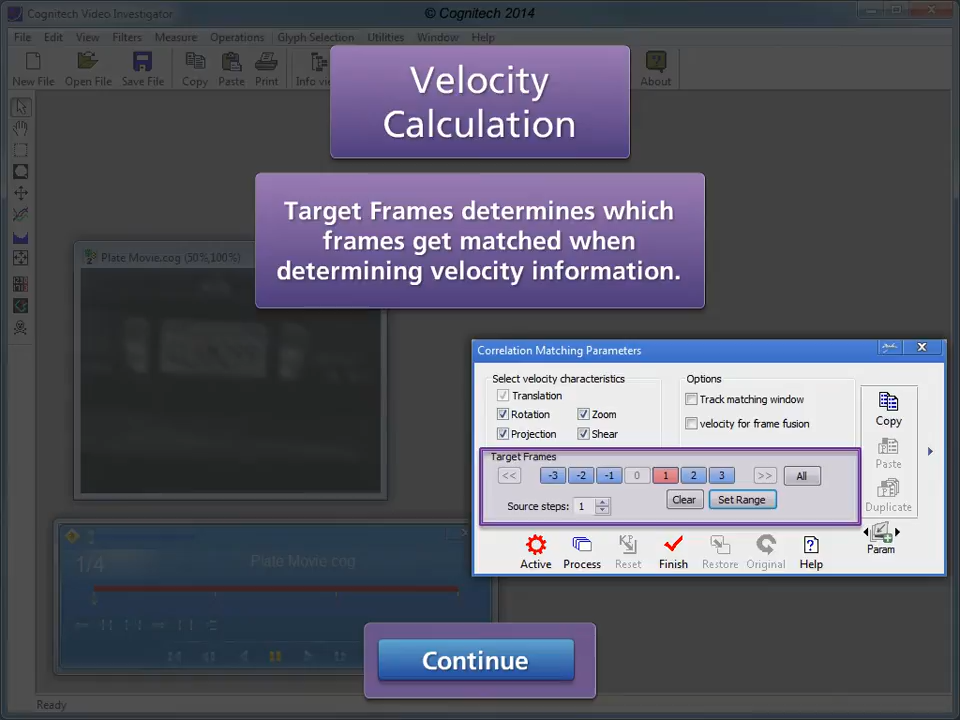 © Cognitech 2014
Cognitech Video Investigator
File Edit View Filters Measure Operations Glyph Selection Utilities Window Help
New File Open File Save File Copy Paste Print Info vi About
Velocity
Calculation
Target Frames determines which
frames get matched when
determining velocity information.
Plate Movie.cog (50%,100%)
Correlation Matching Parameters
Select velocity characteristics
Options
Translation
Track matching window
Rotation Zoom
velocity for frame fusion
Projection Shear
Copy
Target Frames
Paste
<< -3 -2 -1 0 1 2 3 >> All
Source steps: 1 Clear Set Range
Duplicate
Param
Active Process Reset Finish Restore Original Help
1/4
Plate Movie.cog
Continue
Ready